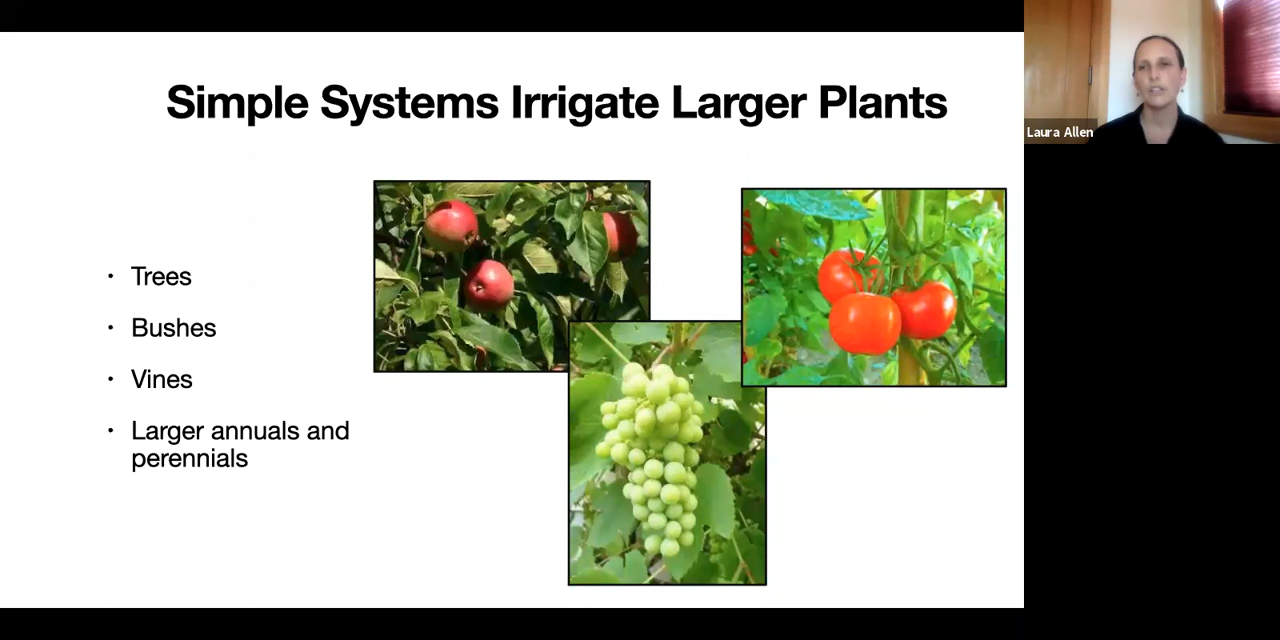 Simple Systems Irrigate Larger Plants
Laura Allen
• Trees
• Bushes
• Vines
• Larger annuals and
perennials